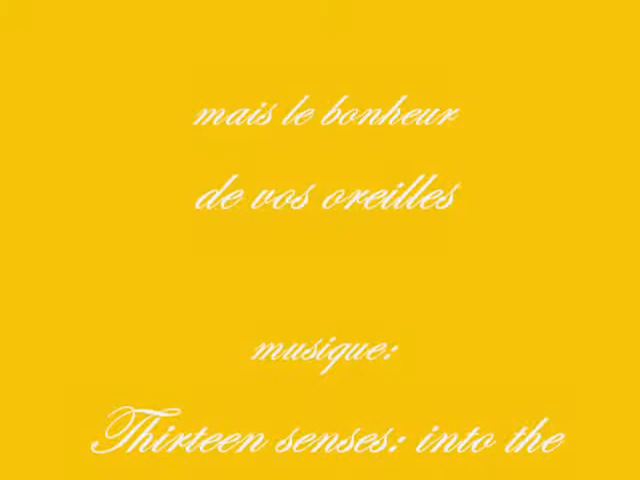 mais le bonheur
de vos oreilles
musique:
Thirteen senses: into the